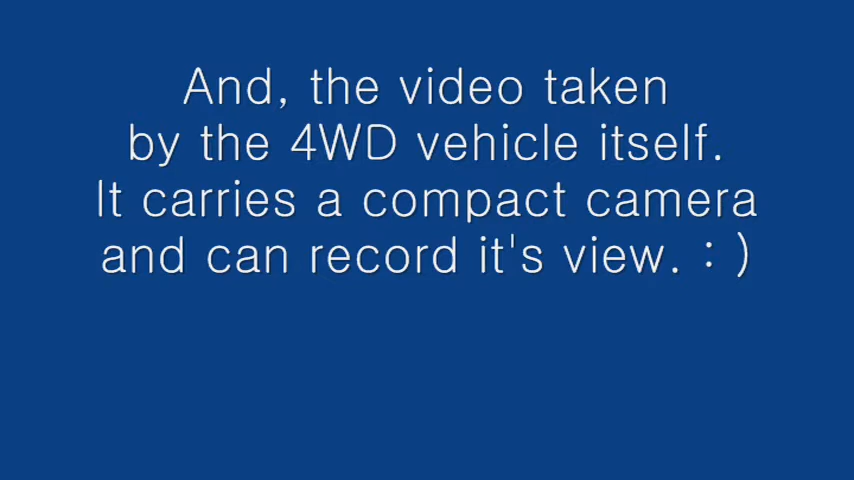 And, the video taken
by the 4WD vehicle itself.
It carries a compact camera
and can record it's view. : )